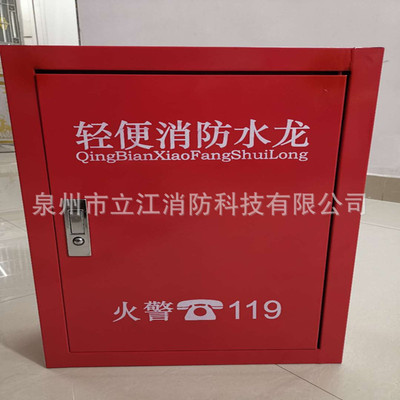 轻便消防水龙
QingBianXiaoFangShuiLong
泉州市立江消防科技有限公司
火警☎119